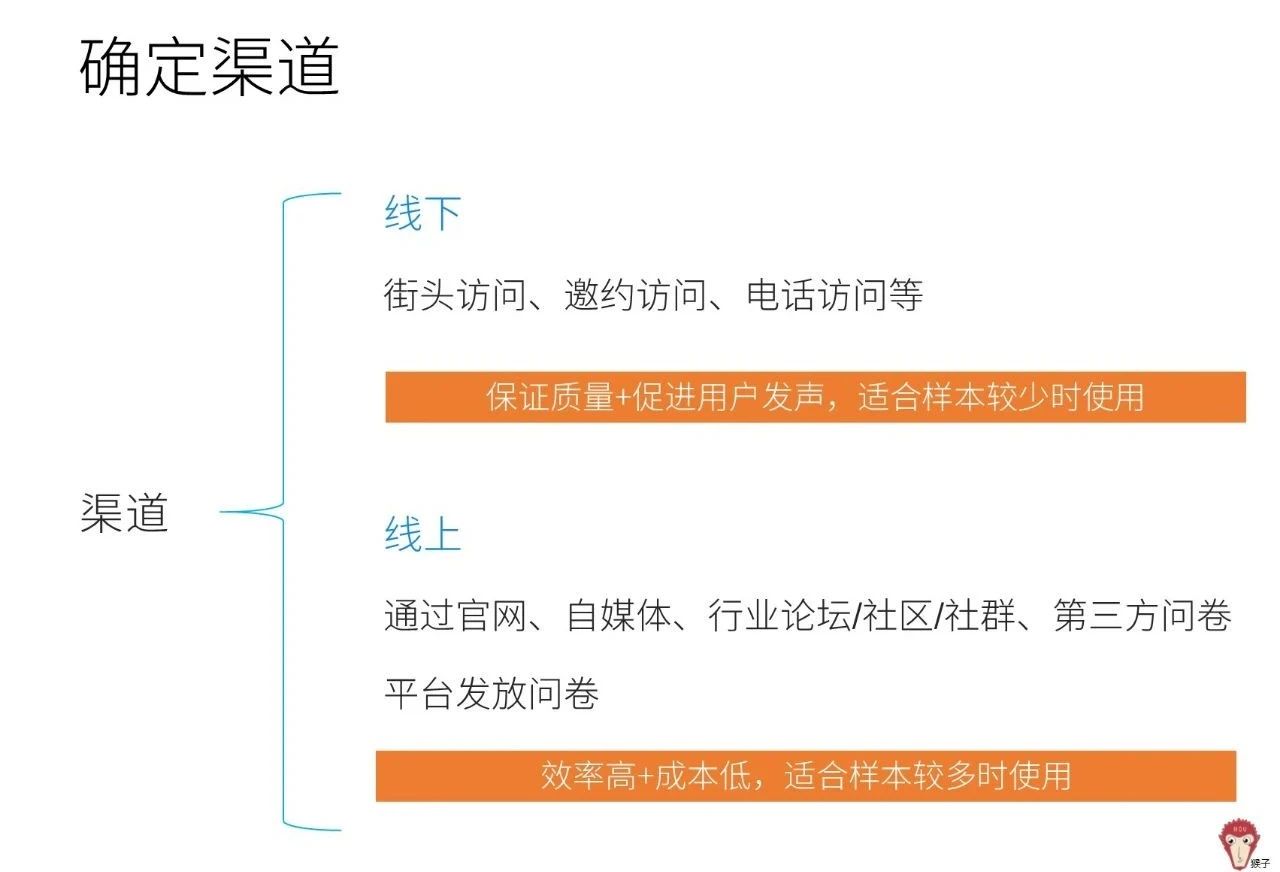 确定渠道
线下
街头访问、邀约访问、电话访问等
保证质量+促进用户发声，适合样本较少时使用
渠道
线上
通过官网、自媒体、行业论坛/社区/社群、第三方问卷
平台发放问卷
效率高+成本低，适合样本较多时使用
HOU
猴子